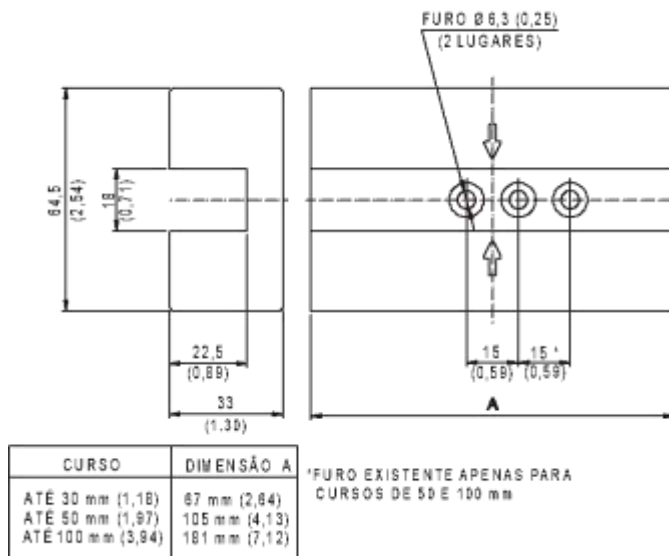 FURO Ø 6,3 (0,25)
(2 LUGARES)
64,5
(2,54)
18
(0,71)
22,5
(0,89)
33
(1,30)
15
(0,59)
15 *
(0,59)
A
CURSO DIMENSÃO A
ATÉ 30 mm (1,18) 67 mm (2,64)
ATÉ 50 mm (1,97) 105 mm (4,13)
ATÉ 100 mm (3,94) 181 mm (7,12)
*FURO EXISTENTE APENAS PARA
CURSOS DE 50 E 100 mm